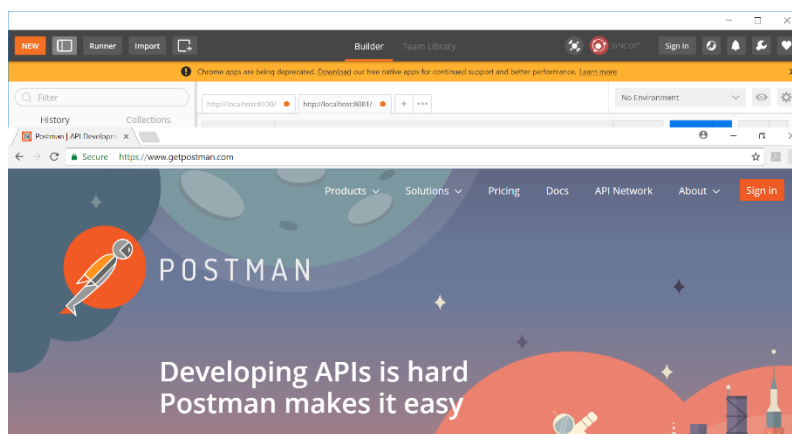 NEW Runner Import Builder Team Library SYNC OFF Sign In
Chrome apps are being deprecated. Download our free native apps for continued support and better performance. Learn more
Filter
http://localhost:8100/ http://localhost:8081/ + ••• No Environment
History Collections
Postman | API Developm
Secure https://www.getpostman.com
Products Solutions Pricing Docs API Network About Sign in
POSTMAN
Developing APIs is hard
Postman makes it easy